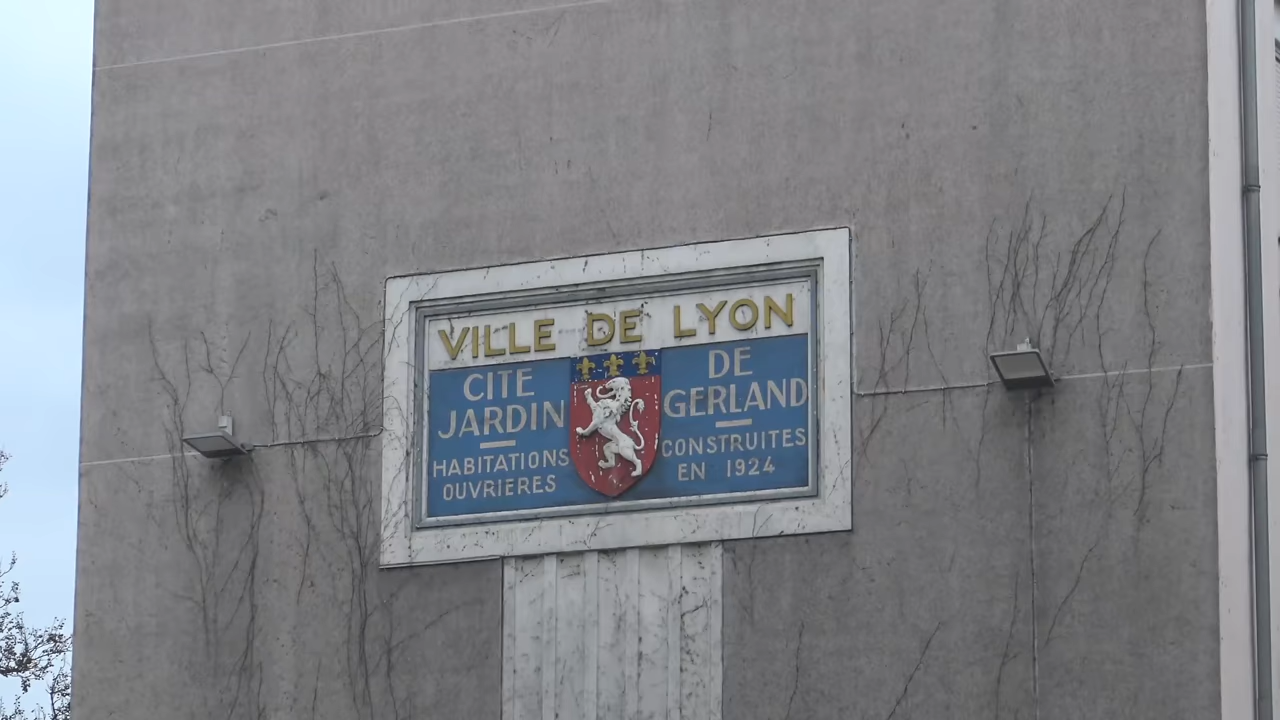 VILLE DE LYON
CITE
JARDIN
HABITATIONS
OUVRIERES
DE
GERLAND
CONSTRUITES
EN 1924